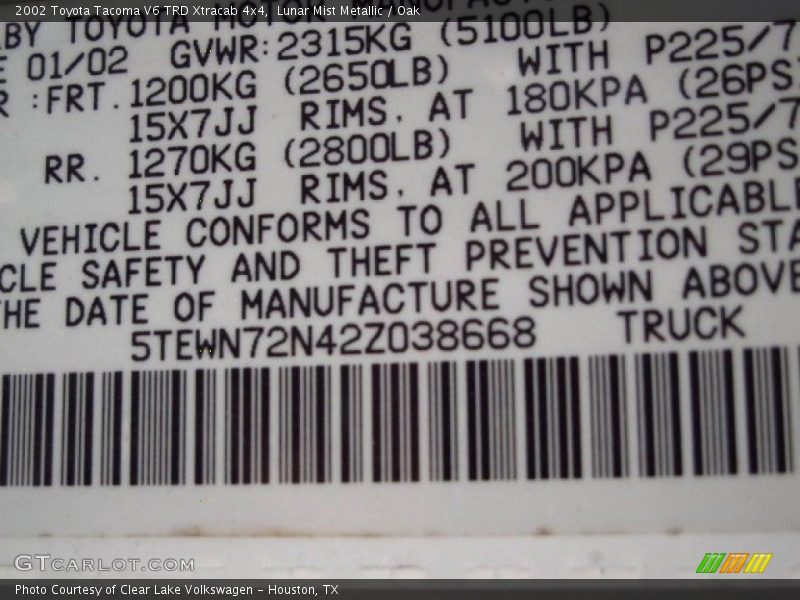 2002 Toyota Tacoma V6 TRD Xtracab 4x4, Lunar Mist Metallic / Oak
BY TOYOTA MOTOR
01/02 GVWR:2315KG (5100LB)
:FRT.1200KG (2650LB) WITH P225/7
15X7JJ RIMS, AT 180KPA (26PS
RR. 1270KG (2800LB) WITH P225/7
15X7JJ RIMS, AT 200KPA (29PS
VEHICLE CONFORMS TO ALL APPLICABL
CLE SAFETY AND THEFT PREVENTION STA
HE DATE OF MANUFACTURE SHOWN ABOVE
5TEWN72N42Z038668 TRUCK
GTCARLOT.COM
Photo Courtesy of Clear Lake Volkswagen – Houston, TX